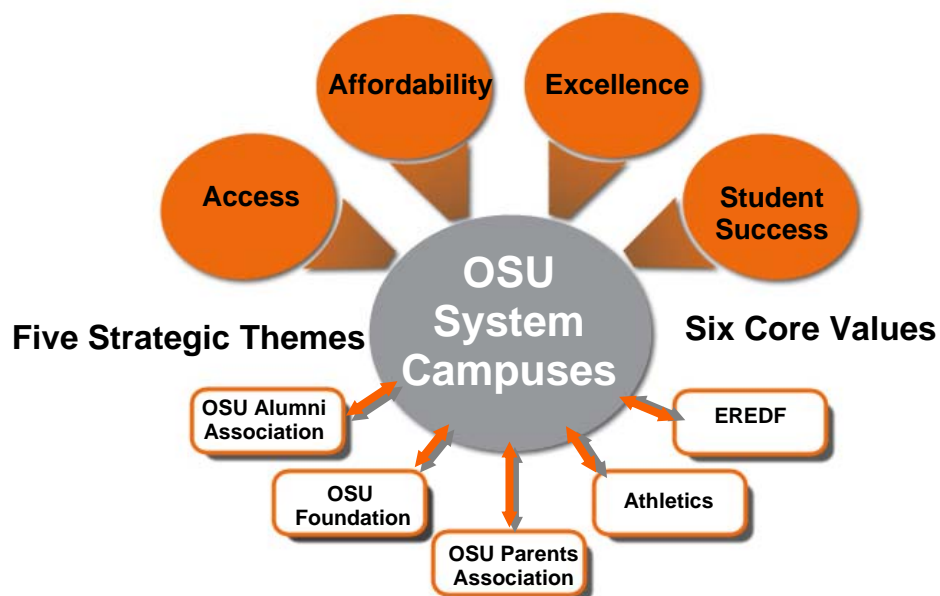 Affordability
Excellence
Access
Student
Success
OSU
System
Campuses
Five Strategic Themes
Six Core Values
OSU Alumni
Association
EREDF
OSU
Foundation
Athletics
OSU Parents
Association